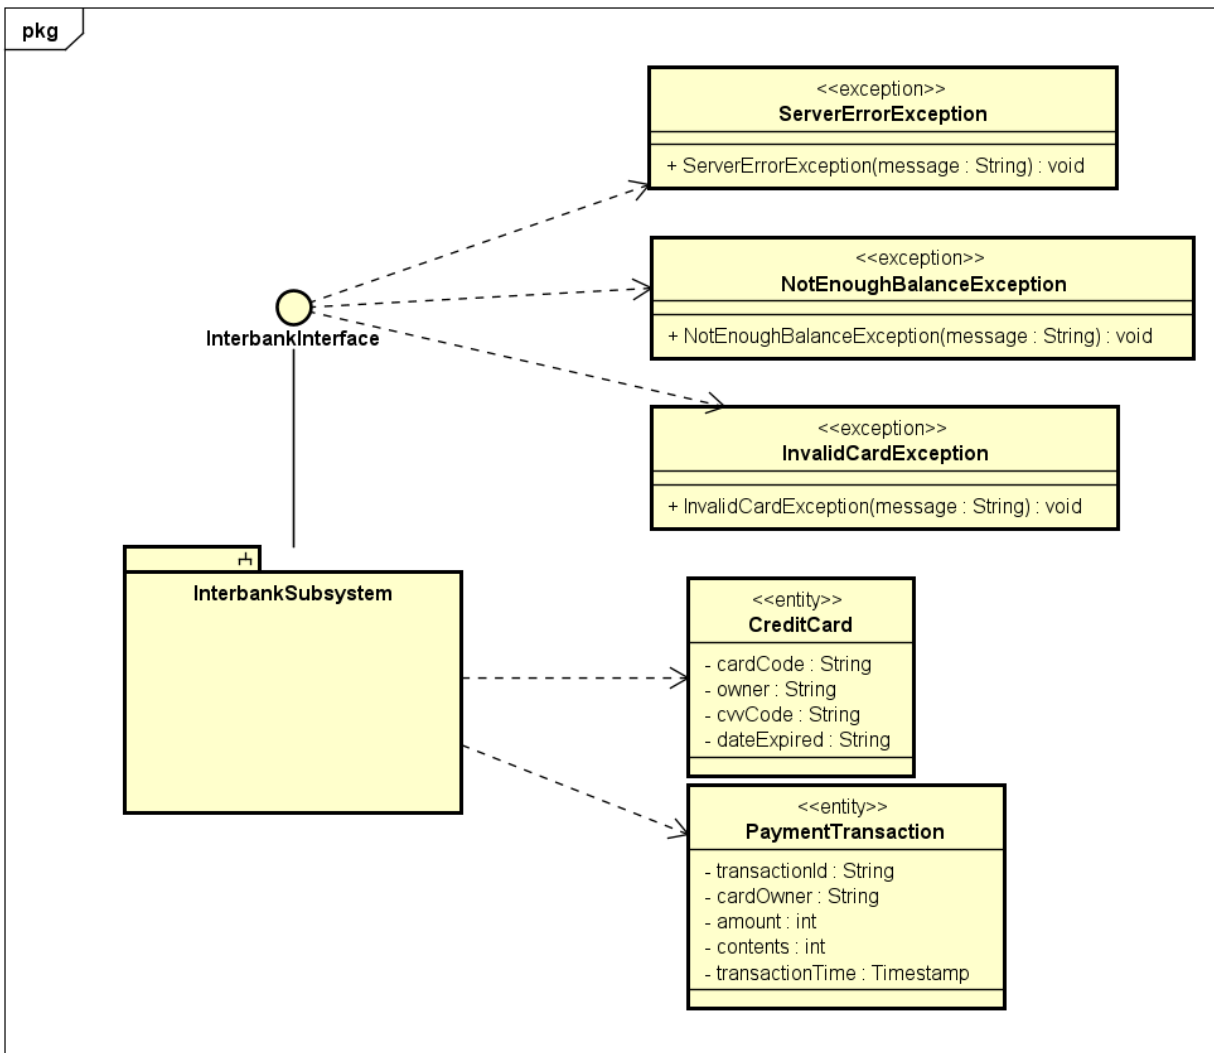 pkg
<<exception>>
ServerErrorException
+ ServerErrorException(message : String) : void
<<exception>>
NotEnoughBalanceException
+ NotEnoughBalanceException(message : String) : void
InterbankInterface
<<exception>>
InvalidCardException
+ InvalidCardException(message : String) : void
InterbankSubsystem
<<entity>>
CreditCard
- cardCode : String
- owner : String
- cvvCode : String
- dateExpired : String
<<entity>>
PaymentTransaction
- transactionId : String
- cardOwner : String
- amount : int
- contents : int
- transactionTime : Timestamp